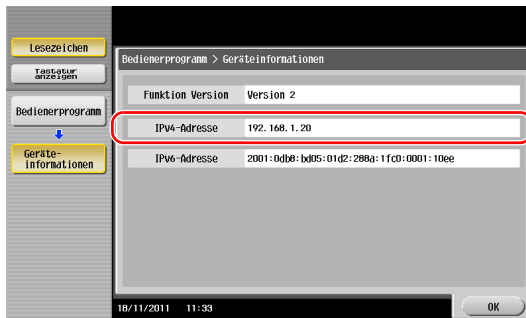 Lesezeichen
Tastatur
anzeigen
Bedienerprogramm
Geräte-
informationen
Bedienerprogramm > Geräteinformationen
Funktion Version Version 2
IPv4-Adresse 192.168.1.20
IPv6-Adresse 2001:0db8:bd05:01d2:288a:1fc0:0001:10ee
18/11/2011 11:33
OK